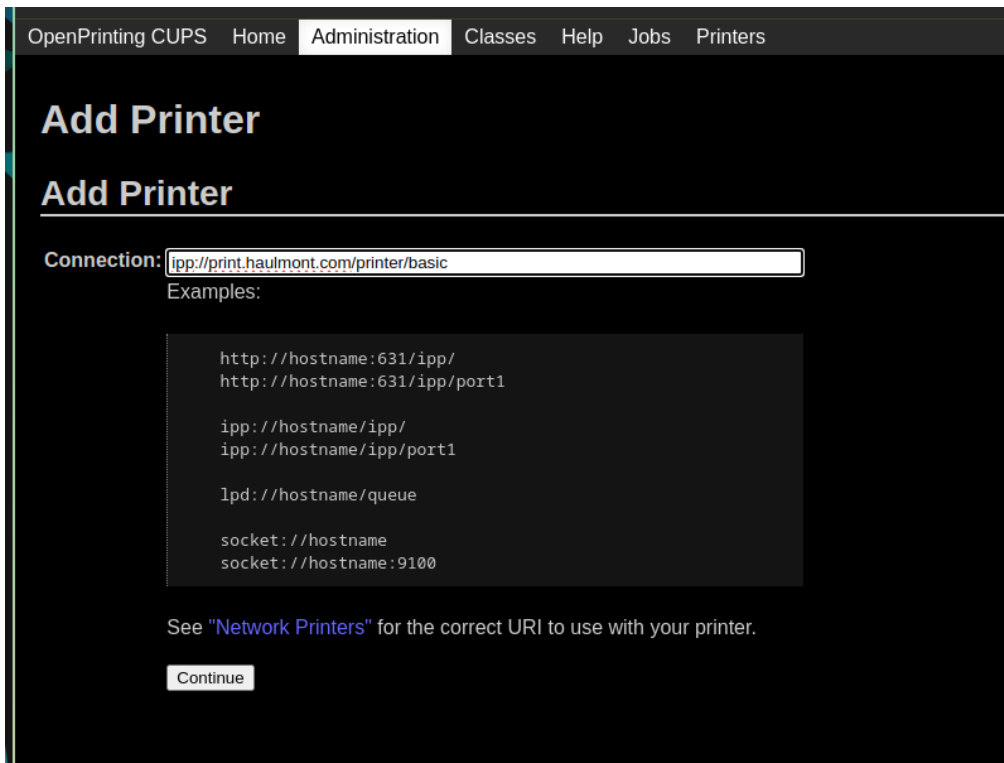 OpenPrinting CUPS Home Administration Classes Help Jobs Printers
Add Printer
Add Printer
Connection: ipp://print.haulmont.com/printer/basic
Examples:
http://hostname:631/ipp/
http://hostname:631/ipp/port1
ipp://hostname/ipp/
ipp://hostname/ipp/port1
lpd://hostname/queue
socket://hostname
socket://hostname:9100
See "Network Printers" for the correct URI to use with your printer.
Continue